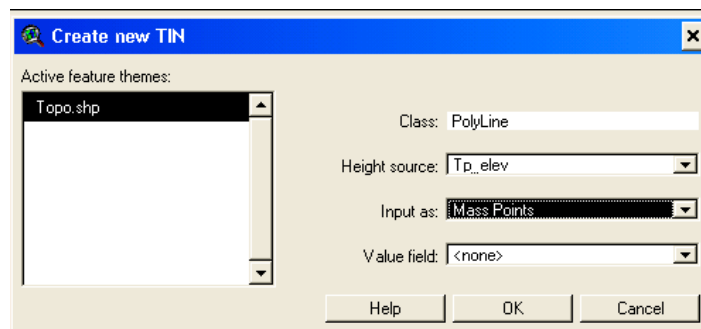 Create new TIN
Active feature themes:
Topo.shp
Class: PolyLine
Height source: Tp_elev
Input as: Mass Points
Value field: <none>
Help OK Cancel